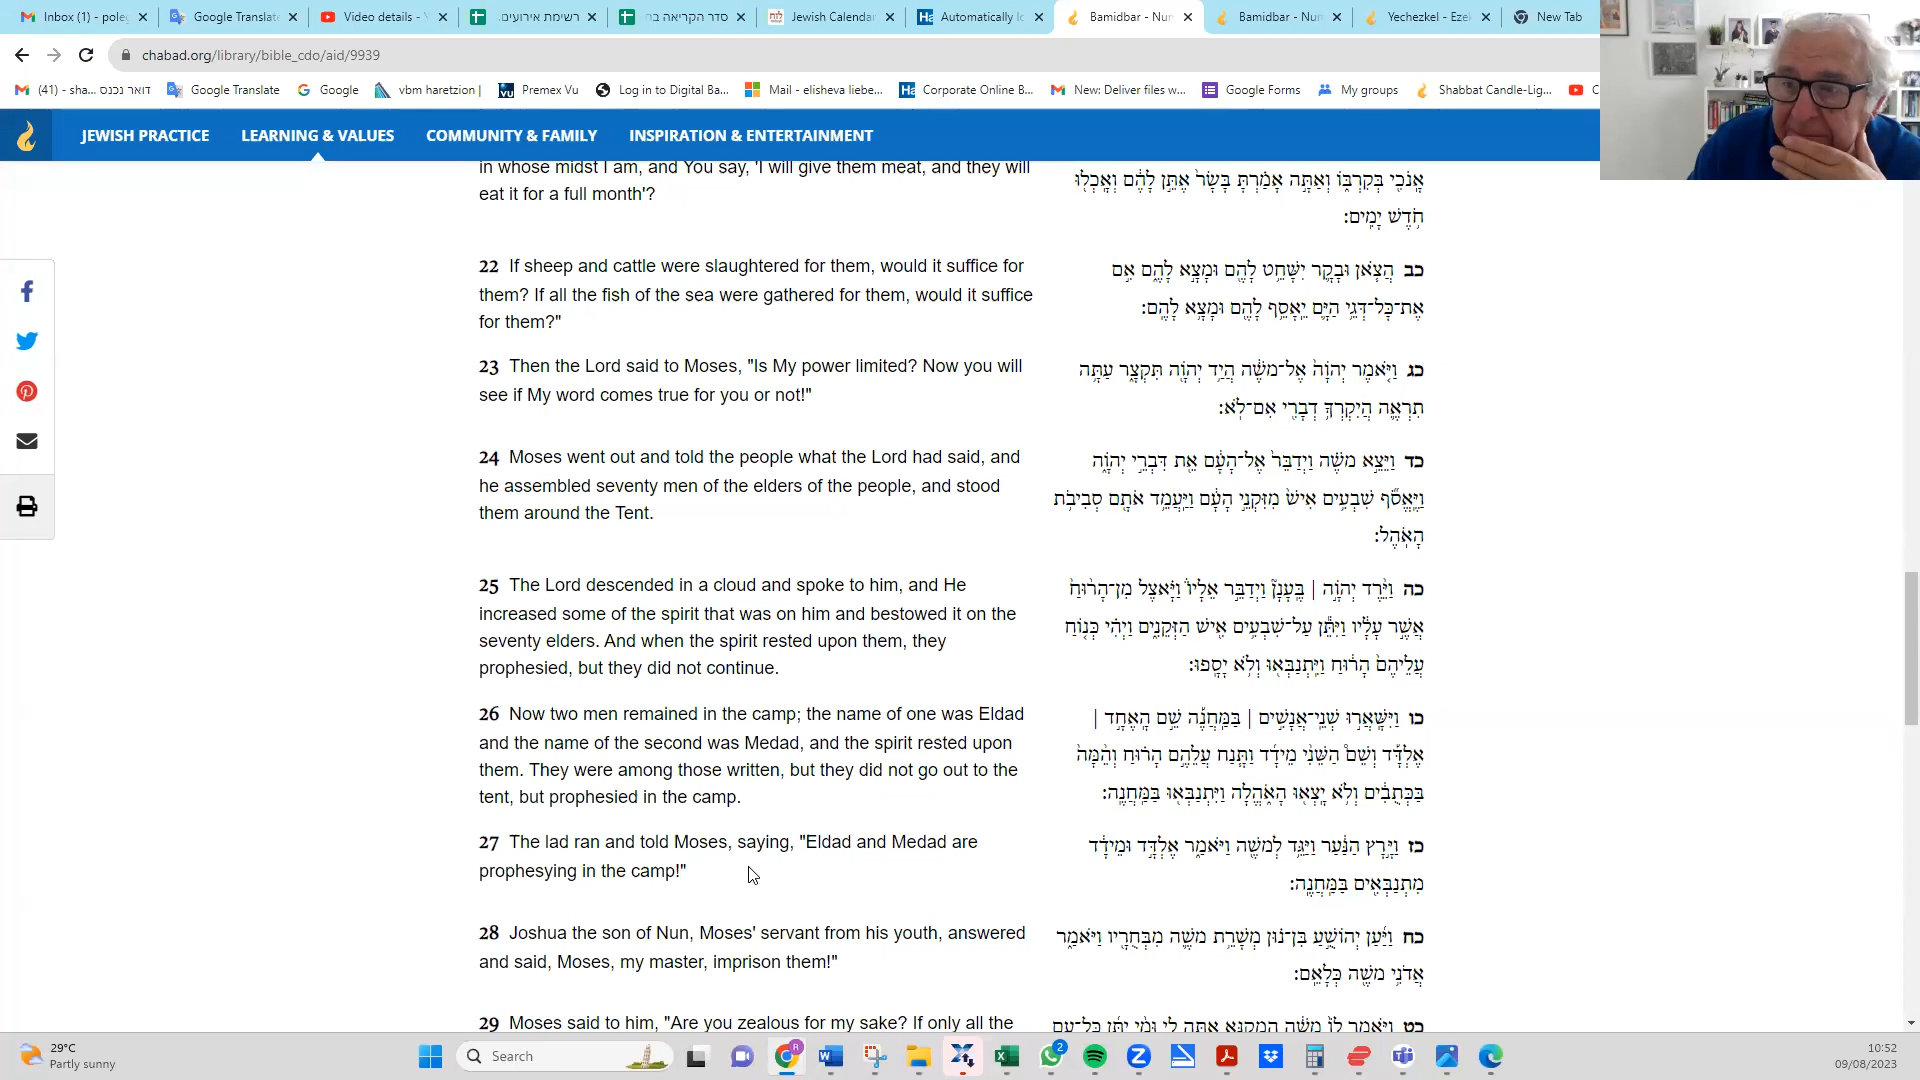 Inbox (1) - pole
Google Translat
Video details - Y
רשימת אירועים.
סדר הקריאה בח
Jewish Calendar
Automatically lo
Bamidbar - Num
Bamidbar - Num
Yechezkel - Ezek
New Tab
chabad.org/library/bible_cdo/aid/9939
(41) - sha... דואר נכנס
Google Translate
Google
vbm haretzion |
Premex Vu
Log in to Digital Ba...
Mail - elisheva liebe...
Corporate Online B...
New: Deliver files w...
Google Forms
My groups
Shabbat Candle-Lig...
JEWISH PRACTICE
LEARNING & VALUES
COMMUNITY & FAMILY
INSPIRATION & ENTERTAINMENT
in whose midst I am, and You say, 'I will give them meat, and they will
eat it for a full month'?
אָֽנֹכִ֖י בְּקִרְבּ֑וֹ וְאַתָּ֣ה אָמַ֗רְתָּ בָּשָׂר֙ אֶתֵּ֣ן לָהֶ֔ם וְאָֽכְל֖וּ
חֹ֥דֶשׁ יָמִֽים:
22 If sheep and cattle were slaughtered for them, would it suffice for
them? If all the fish of the sea were gathered for them, would it suffice
for them?"
כב הֲצֹ֧אן וּבָקָ֛ר יִשָּׁחֵ֥ט לָהֶ֖ם וּמָצָ֣א לָהֶ֑ם אִ֣ם
אֶת־כָּל־דְּגֵ֥י הַיָּ֛ם יֵֽאָסֵ֥ף לָהֶ֖ם וּמָצָ֥א לָהֶֽם:
23 Then the Lord said to Moses, "Is My power limited? Now you will
see if My word comes true for you or not!"
כג וַיֹּ֤אמֶר יְהֹוָה֙ אֶל־משֶׁ֔ה הֲיַ֥ד יְהֹוָ֖ה תִּקְצָ֑ר עַתָּ֥ה
תִרְאֶ֛ה הֲיִקְרְךָ֥ דְבָרִ֖י אִם־לֹֽא:
24 Moses went out and told the people what the Lord had said, and
he assembled seventy men of the elders of the people, and stood
them around the Tent.
כד וַיֵּצֵ֣א משֶׁ֗ה וַיְדַבֵּר֙ אֶל־הָעָ֔ם אֵ֖ת דִּבְרֵ֣י יְהֹוָ֑ה
וַיֶּֽאֱסֹ֞ף שִׁבְעִ֥ים אִישׁ֙ מִזִּקְנֵ֣י הָעָ֔ם וַיַּֽעֲמֵ֥ד אֹתָ֖ם סְבִיבֹ֥ת
הָאֹֽהֶל:
25 The Lord descended in a cloud and spoke to him, and He
increased some of the spirit that was on him and bestowed it on the
seventy elders. And when the spirit rested upon them, they
prophesied, but they did not continue.
כה וַיֵּ֨רֶד יְהֹוָ֥ה | בֶּֽעָנָן֘ וַיְדַבֵּ֣ר אֵלָיו֒ וַיָּ֗אצֶל מִן־הָר֨וּחַ֙
אֲשֶׁ֣ר עָלָ֔יו וַיִּתֵּ֕ן עַל־שִׁבְעִ֥ים אִ֖ישׁ הַזְּקֵנִ֑ים וַיְהִ֗י כְּנ֤וֹחַ
עֲלֵיהֶם֙ הָר֔וּחַ וַיִּֽתְנַבְּא֖וּ וְלֹ֥א יָסָֽפוּ:
26 Now two men remained in the camp; the name of one was Eldad
and the name of the second was Medad, and the spirit rested upon
them. They were among those written, but they did not go out to the
tent, but prophesied in the camp.
כו וַיִּשָּֽׁאֲר֣וּ שְׁנֵֽי־אֲנָשִׁ֣ים | בַּמַּֽחֲנֶ֡ה שֵׁ֣ם הָֽאֶחָ֣ד |
אֶלְדָּ֡ד וְשֵׁם֩ הַשֵּׁנִ֨י מֵידָ֜ד וַתָּ֧נַח עֲלֵהֶ֣ם הָר֗וּחַ וְהֵ֨מָּה֙
בַּכְּתֻבִ֔ים וְלֹ֥א יָֽצְא֖וּ הָאֹ֑הֱלָה וַיִּתְנַבְּא֖וּ בַּמַּֽחֲנֶֽה:
27 The lad ran and told Moses, saying, "Eldad and Medad are
prophesying in the camp!"
כז וַיָּ֣רָץ הַנַּ֔עַר וַיַּגֵּ֥ד לְמשֶׁ֖ה וַיֹּאמַ֑ר אֶלְדָּ֣ד וּמֵידָ֔ד
מִתְנַבְּאִ֖ים בַּמַּֽחֲנֶֽה:
28 Joshua the son of Nun, Moses' servant from his youth, answered
and said, Moses, my master, imprison them!"
כח וַיַּ֜עַן יְהוֹשֻׁ֣עַ בִּן־נ֗וּן מְשָׁרֵ֥ת משֶׁ֛ה מִבְּחֻרָ֖יו וַיֹּאמַ֑ר
אֲדֹנִ֥י משֶׁ֖ה כְּלָאֵֽם:
29 Moses said to him, "Are you zealous for my sake? If only all the
כט וַיֹּ֤אמֶר לוֹ֙ משֶׁ֔ה הַֽמְקַנֵּ֥א אַתָּ֖ה לִ֑י וּמִ֨י יִתֵּ֜ן כָּל־עַ֤ם
29°C
Partly sunny
Search
2
10:52
09/08/2023